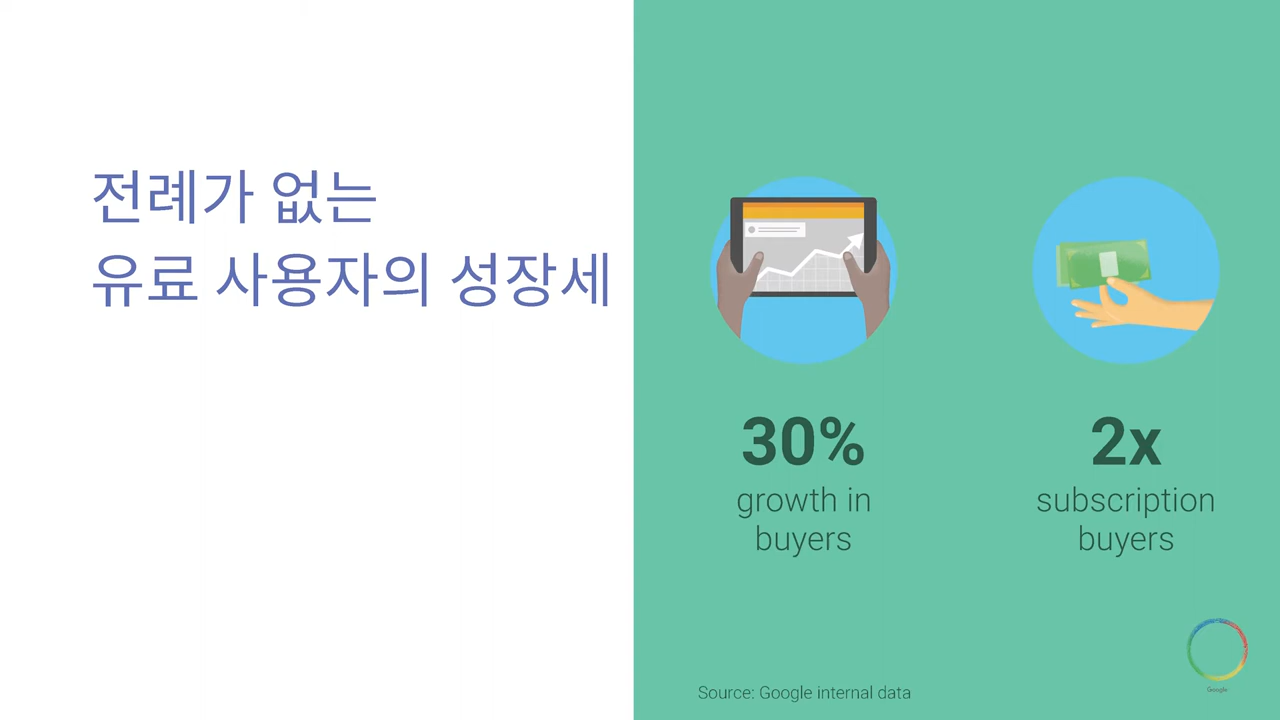 전례가 없는
유료 사용자의 성장세
30%
growth in
buyers
2x
subscription
buyers
Source: Google internal data
Google